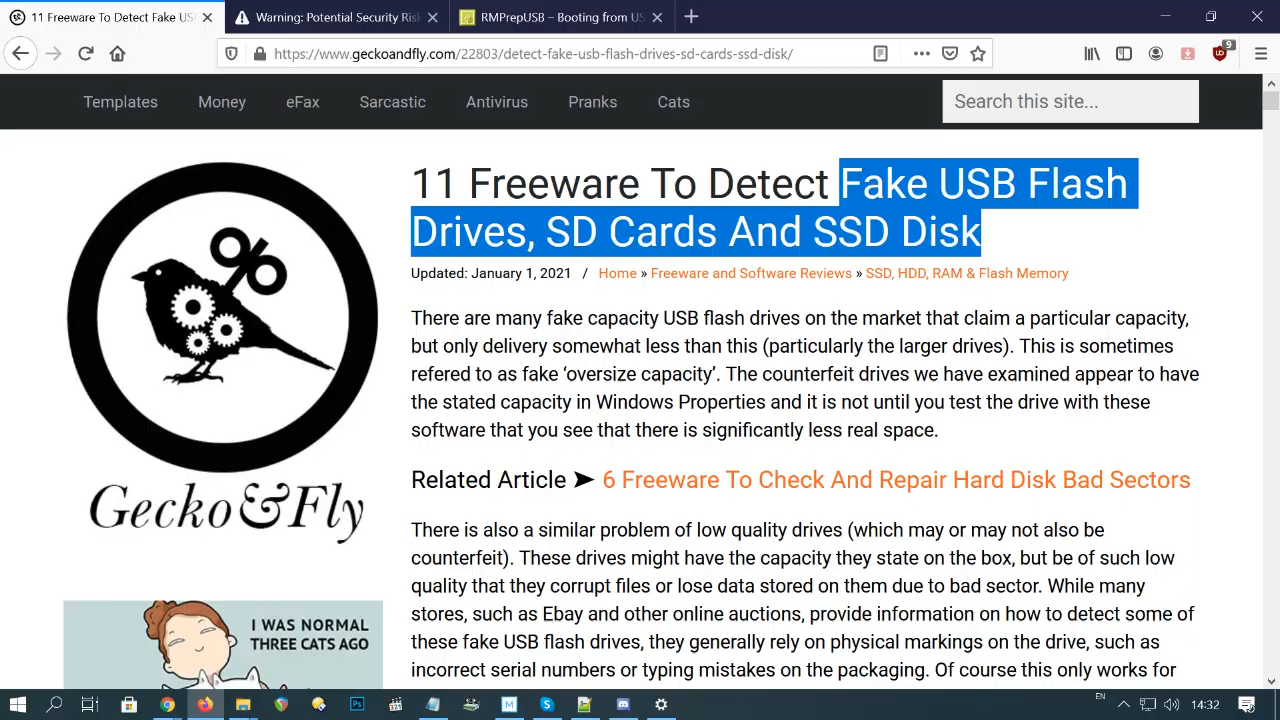 11 Freeware To Detect Fake US
Warning: Potential Security Ris
RMPrepUSB – Booting from US
https://www.geckoandfly.com/22803/detect-fake-usb-flash-drives-sd-cards-ssd-disk/
9
Templates Money eFax Sarcastic Antivirus Pranks Cats
Search this site...
11 Freeware To Detect Fake USB Flash
Drives, SD Cards And SSD Disk
Updated: January 1, 2021 / Home » Freeware and Software Reviews » SSD, HDD, RAM & Flash Memory
There are many fake capacity USB flash drives on the market that claim a particular capacity,
but only delivery somewhat less than this (particularly the larger drives). This is sometimes
refered to as fake ‘oversize capacity’. The counterfeit drives we have examined appear to have
the stated capacity in Windows Properties and it is not until you test the drive with these
software that you see that there is significantly less real space.
Related Article ➤ 6 Freeware To Check And Repair Hard Disk Bad Sectors
There is also a similar problem of low quality drives (which may or may not also be
counterfeit). These drives might have the capacity they state on the box, but be of such low
quality that they corrupt files or lose data stored on them due to bad sector. While many
stores, such as Ebay and other online auctions, provide information on how to detect some of
these fake USB flash drives, they generally rely on physical markings on the drive, such as
incorrect serial numbers or typing mistakes on the packaging. Of course this only works for
Gecko&Fly
I WAS NORMAL
THREE CATS AGO
EN
14:32